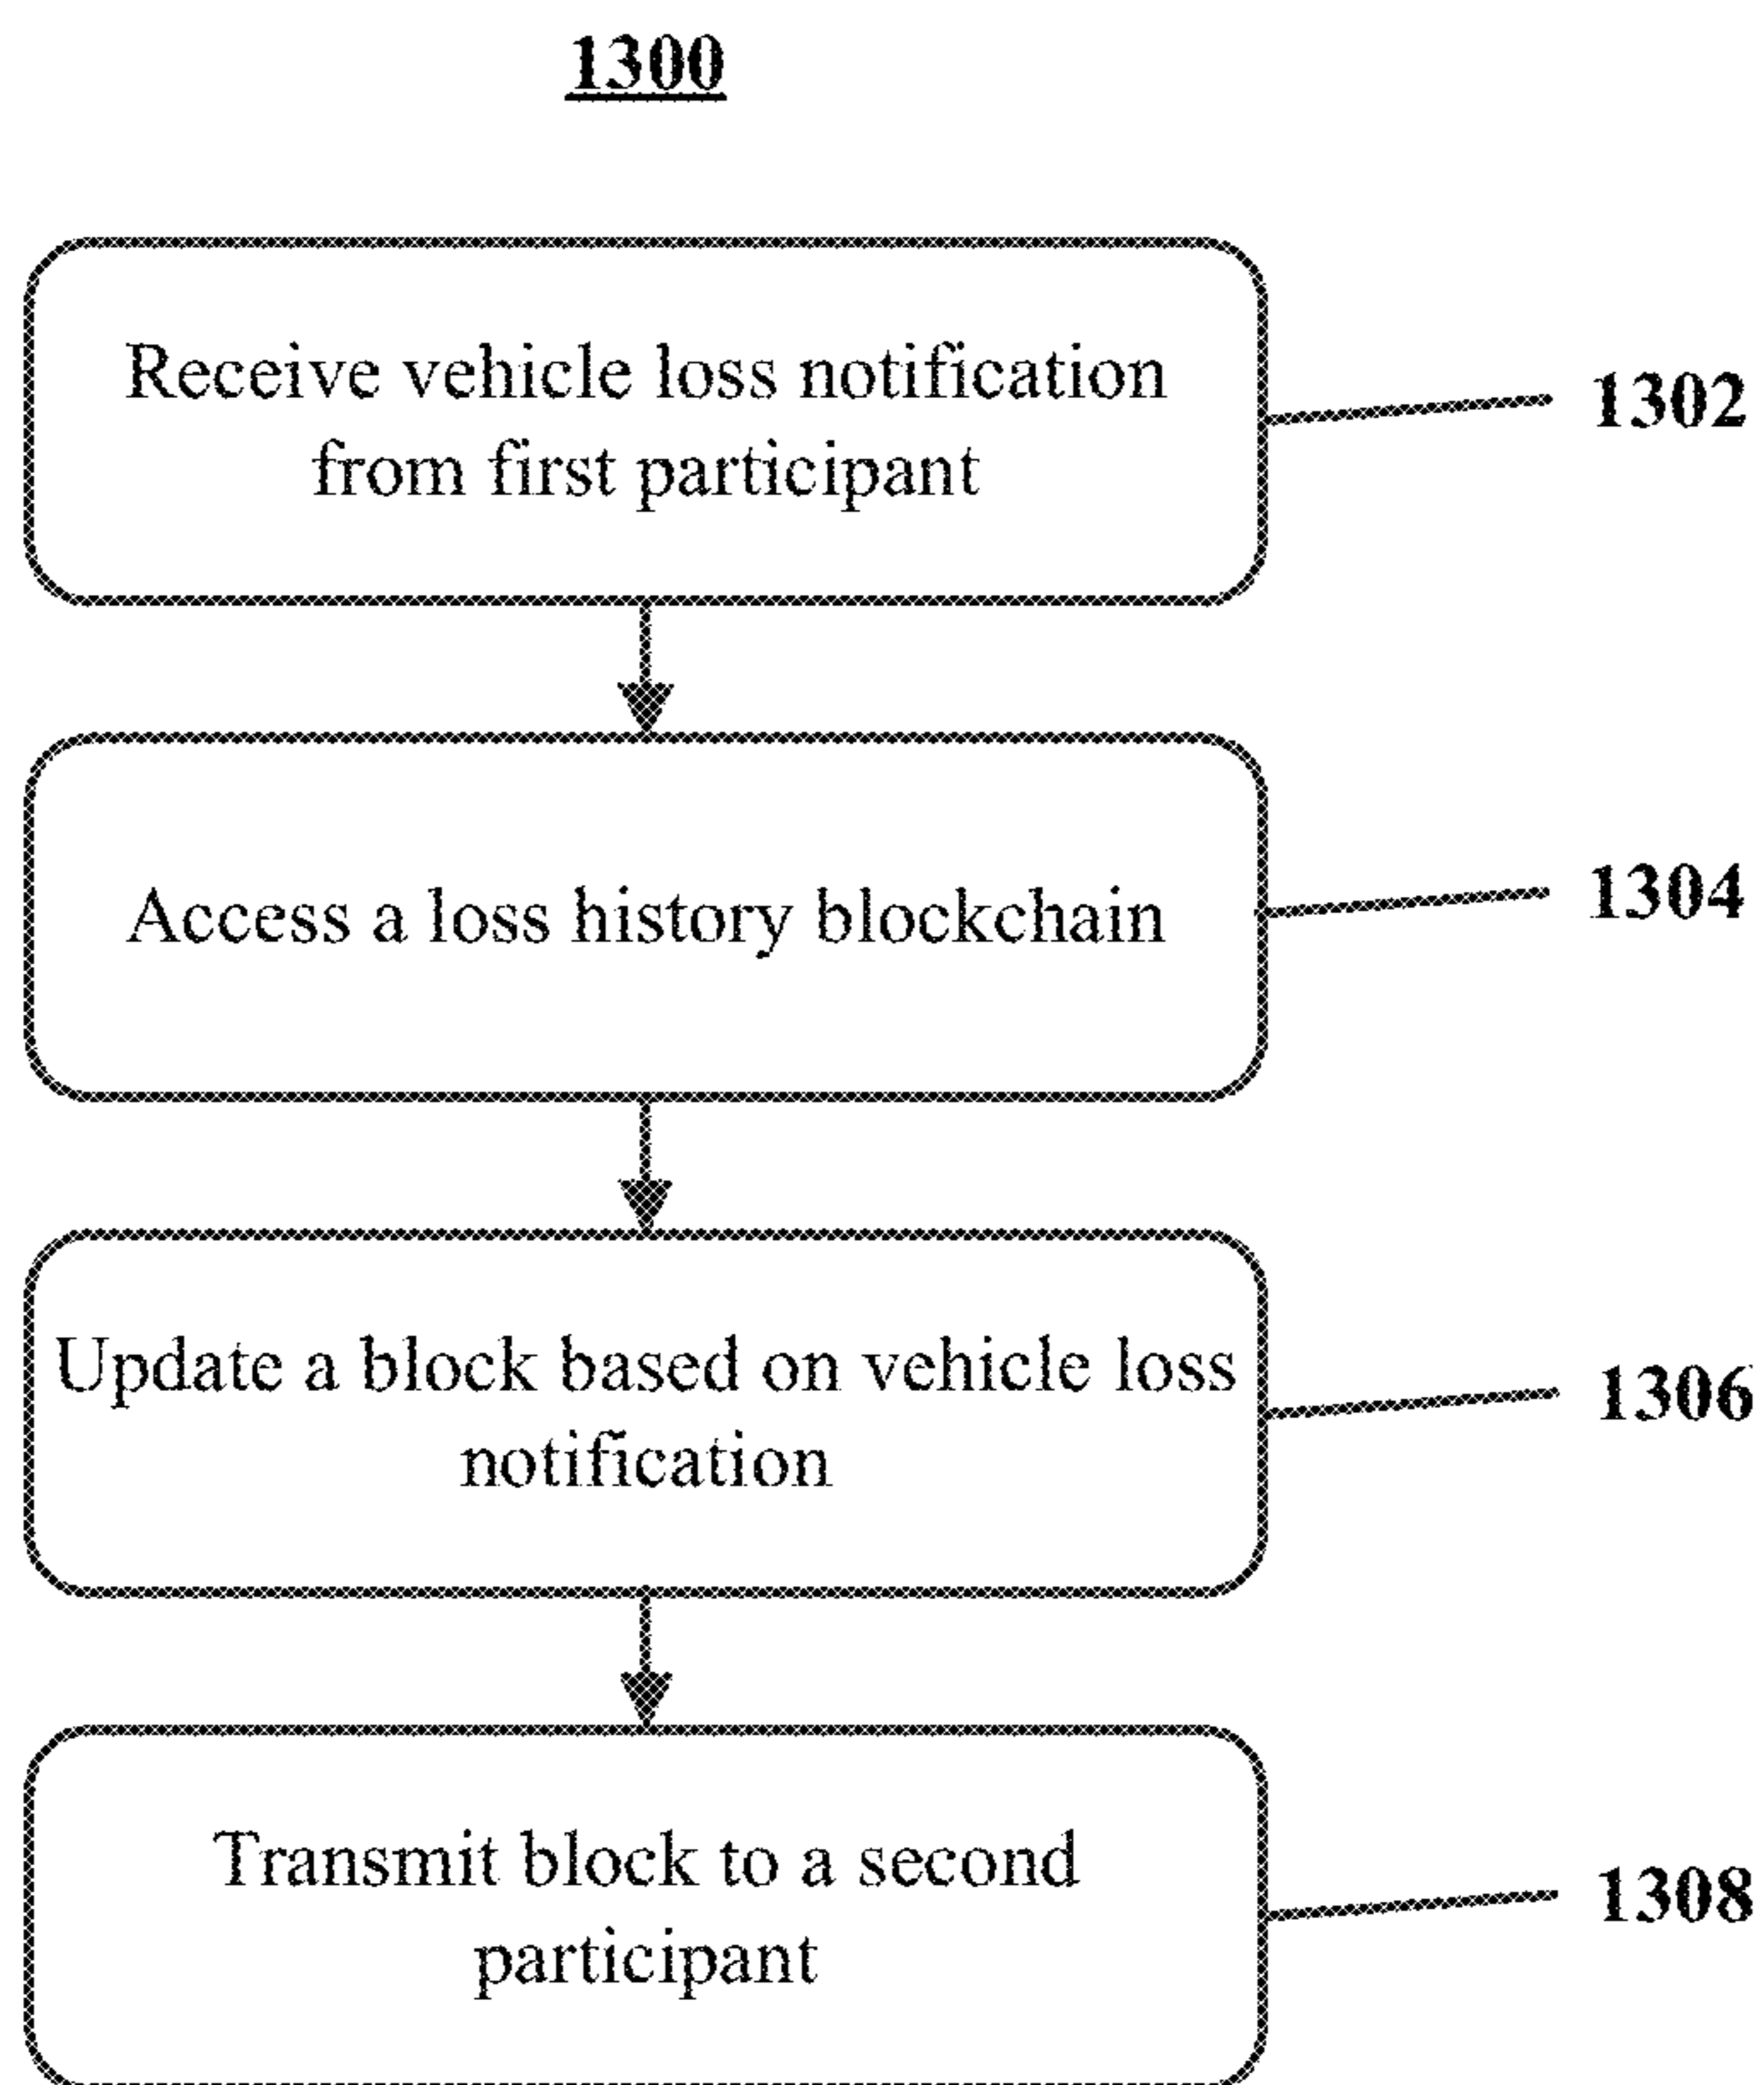 1300
Receive vehicle loss notification
from first participant
1302
Access a loss history blockchain
1304
Update a block based on vehicle loss
notification
1306
Transmit block to a second
participant
1308